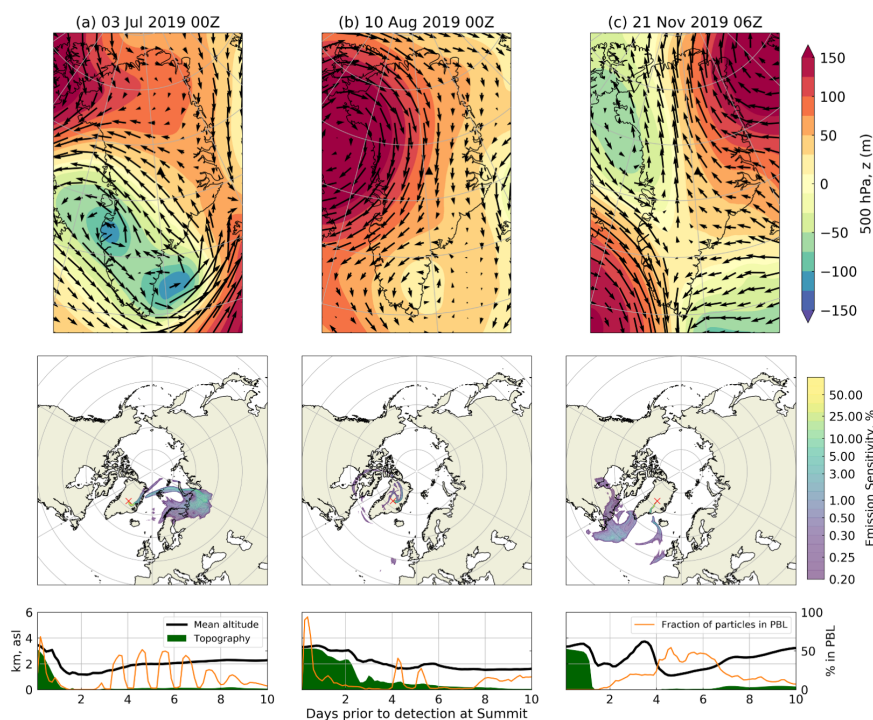 (a) 03 Jul 2019 00Z
(b) 10 Aug 2019 00Z
(c) 21 Nov 2019 06Z
150
100
50
0
−50
−100
−150
500 hPa, z (m)
50.00
25.00
10.00
5.00
3.00
1.00
0.50
0.30
0.25
0.20
Emission Sensitivity, %
6
4
2
0
km, asl
Mean altitude
Topography
Fraction of particles in PBL
100
50
0
% in PBL
2 4 6 8 10
2 4 6 8 10
2 4 6 8 10
Days prior to detection at Summit